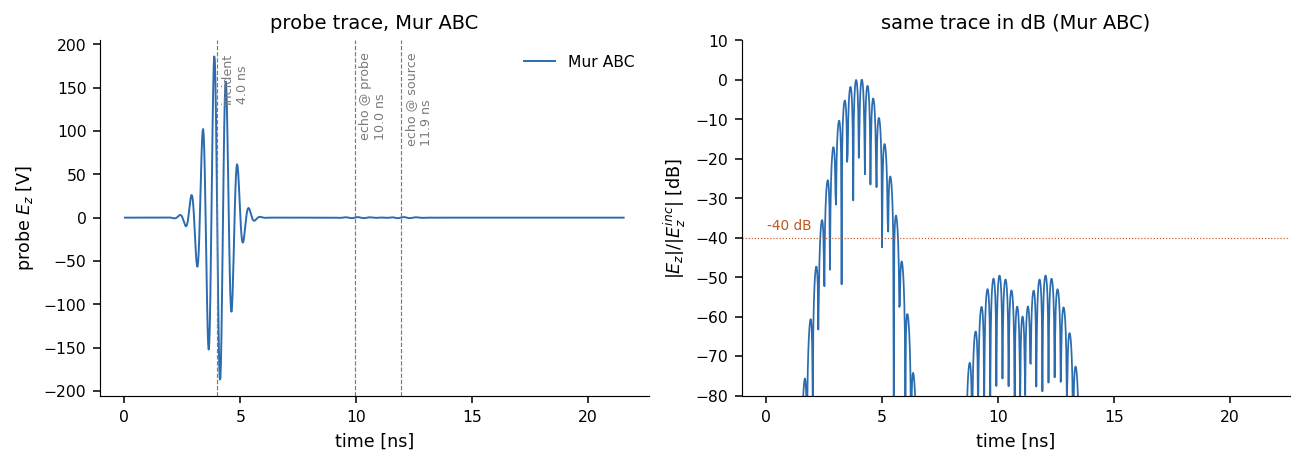 probe trace, Mur ABC
probe E_z [V]
200
150
100
50
0
−50
−100
−150
−200
incident
4.0 ns
echo @ probe
10.0 ns
echo @ source
11.9 ns
Mur ABC
0
5
10
15
20
time [ns]
same trace in dB (Mur ABC)
|E_z|/|E_z^inc| [dB]
10
0
−10
−20
−30
−40
−50
−60
−70
−80
-40 dB
0
5
10
15
20
time [ns]